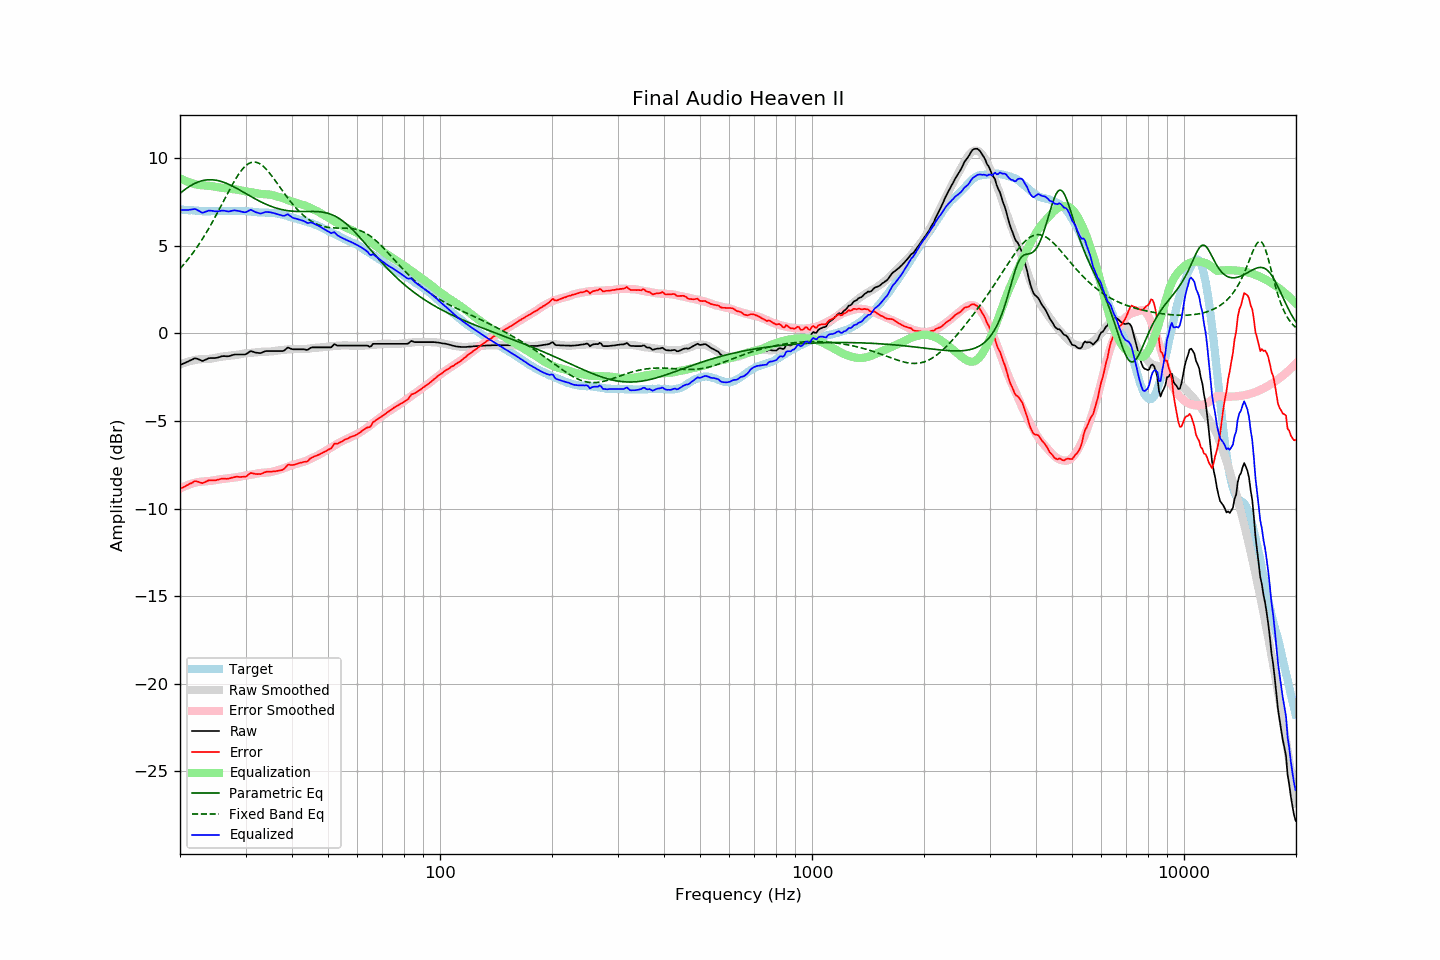 Final Audio Heaven II
10
5
0
−5
−10
−15
−20
−25
Amplitude (dBr)
Target
Raw Smoothed
Error Smoothed
Raw
Error
Equalization
Parametric Eq
Fixed Band Eq
Equalized
100
1000
10000
Frequency (Hz)